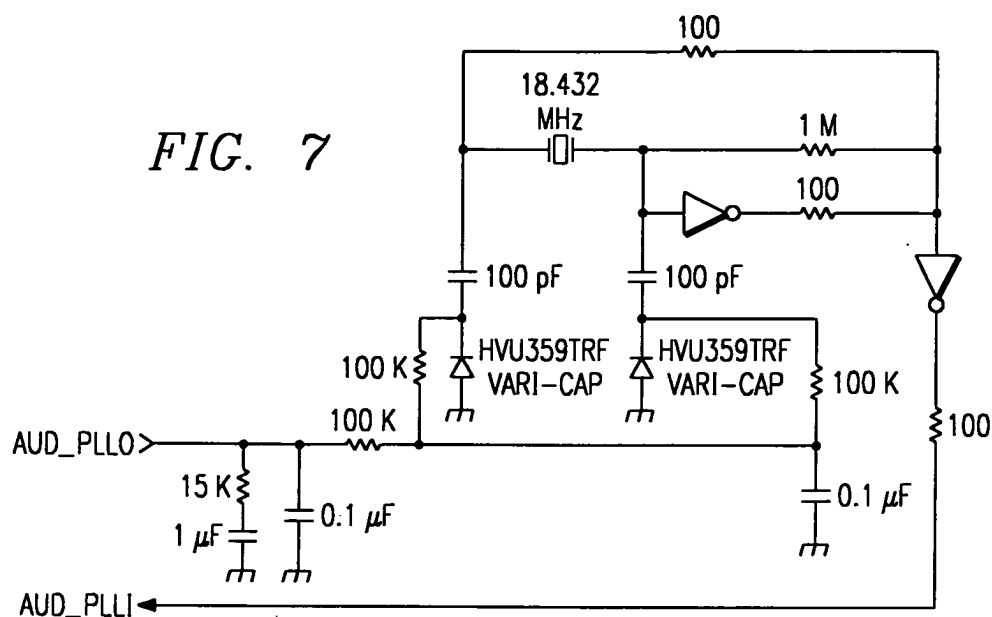 100
18.432
MHz
FIG. 7
1 M
100
100 pF
100 pF
HVU359TRF
VARI-CAP
HVU359TRF
VARI-CAP
100 K
100 K
100 K
100
AUD_PLLO
15 K
1 µF
0.1 µF
0.1 µF
AUD_PLLI